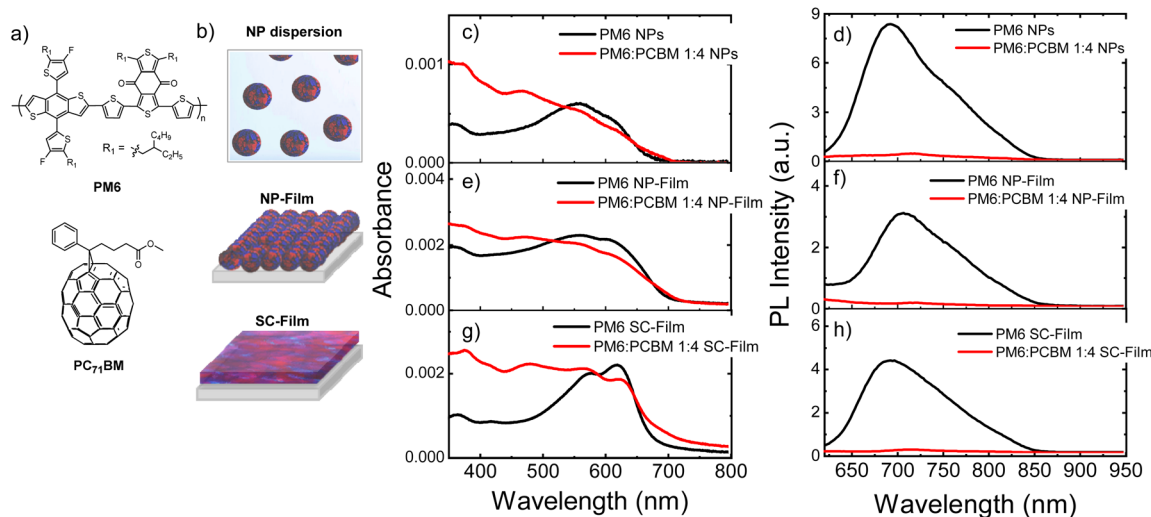 a)
R₁
F
S
R₁
S
S
R₁
O
O
S
S
S
S
S
S
n
F
S
R₁
R₁ =
C₄H₉
C₂H₅
PM6
O
O
PC₇₁BM
b)
NP dispersion
NP-Film
SC-Film
Absorbance
c)
PM6 NPs
PM6:PCBM 1:4 NPs
0.001
0.000
e)
PM6 NP-Film
PM6:PCBM 1:4 NP-Film
0.004
0.002
0.000
g)
PM6 SC-Film
PM6:PCBM 1:4 SC-Film
0.002
0.000
400 500 600 700 800
Wavelength (nm)
PL Intensity (a.u.)
d)
PM6 NPs
PM6:PCBM 1:4 NPs
9
6
3
0
f)
PM6 NP-Film
PM6:PCBM 1:4 NP-Film
4
2
0
h)
PM6 SC-Film
PM6:PCBM 1:4 SC-Film
6
4
2
0
650 700 750 800 850 900 950
Wavelength (nm)